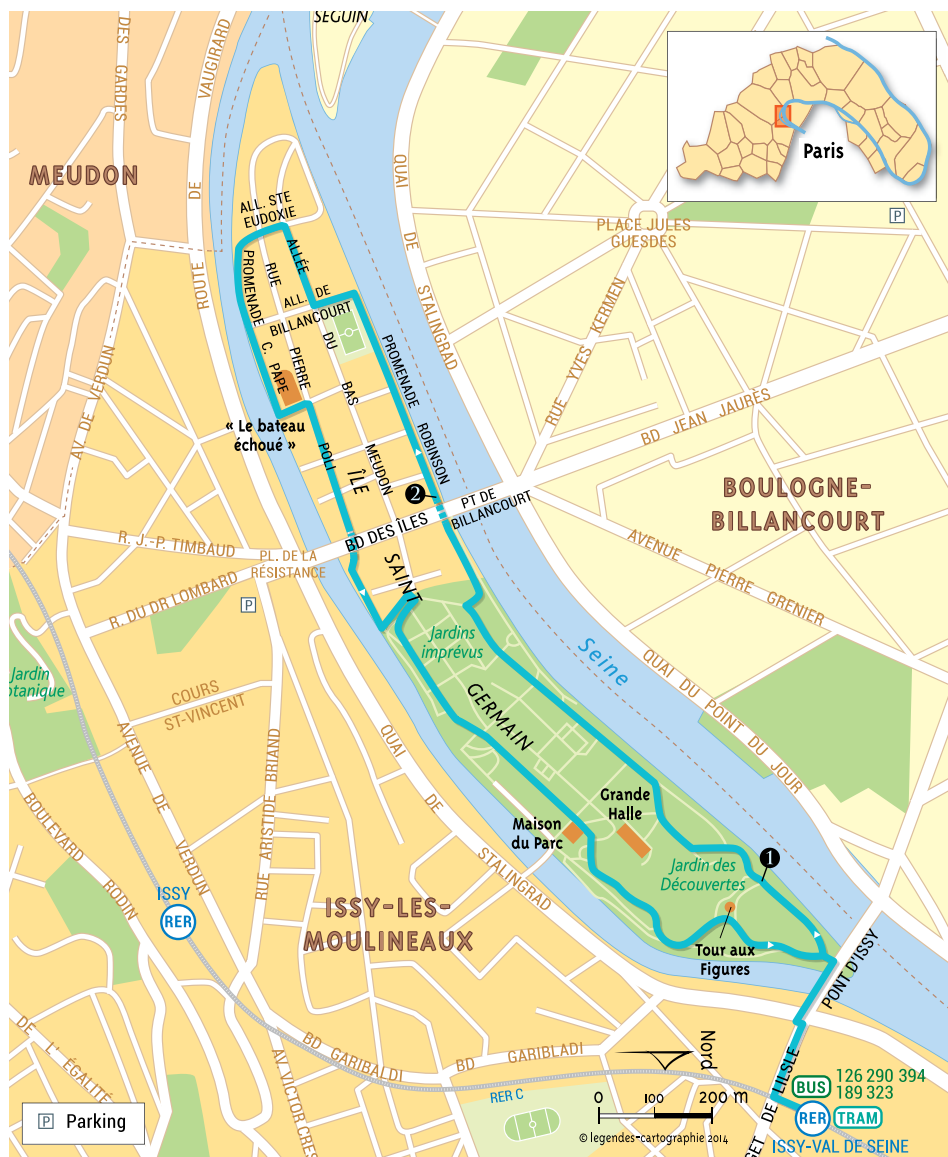 SEGUIN
DES GARDES
VAUGIRARD
DE
ROUTE
MEUDON
Paris
P
PLACE JULES
GUESDES
QUAI DE STALINGRAD
ALL. STE
EUDOXIE
ALLÉE
PROMENADE
C. PAPE
RUE
PIERRE
POLI
ALL. DE
BILLANCOURT
DU
BAS
MEUDON
PROMENADE ROBINSON
« Le bateau
échoué »
RUE YVES KERMEN
BD JEAN JAURÈS
AV. DE VERDUN
ÎLE
SAINT
GERMAIN
2
PT DE
BILLANCOURT
BD DES ÎLES
BOULOGNE-
BILLANCOURT
R. J.-P. TIMBAUD
PL. DE LA
RÉSISTANCE
R. DU DR LOMBARD
P
AVENUE PIERRE GRENIER
Jardins
imprévus
Seine
QUAI DU POINT DU JOUR
Jardin
otanique
COURS
ST-VINCENT
AVENUE DE VERDUN
RUE ARISTIDE BRIAND
QUAI DE STALINGRAD
BOULEVARD RODIN
Grande
Halle
Maison
du Parc
1
Jardin des
Découvertes
Tour aux
Figures
ISSY
RER
ISSY-LES-
MOULINEAUX
PONT D'ISSY
DE L'ÉGALITÉ
BD GARIBALDI
BD GARIBLADI
AV. VICTOR CRES
RER C
Nord
0 100 200 m
© legendes-cartographie 2014
GET DE LILSLE
BUS
126 290 394
189 323
RER
TRAM
ISSY-VAL DE SEINE
P Parking